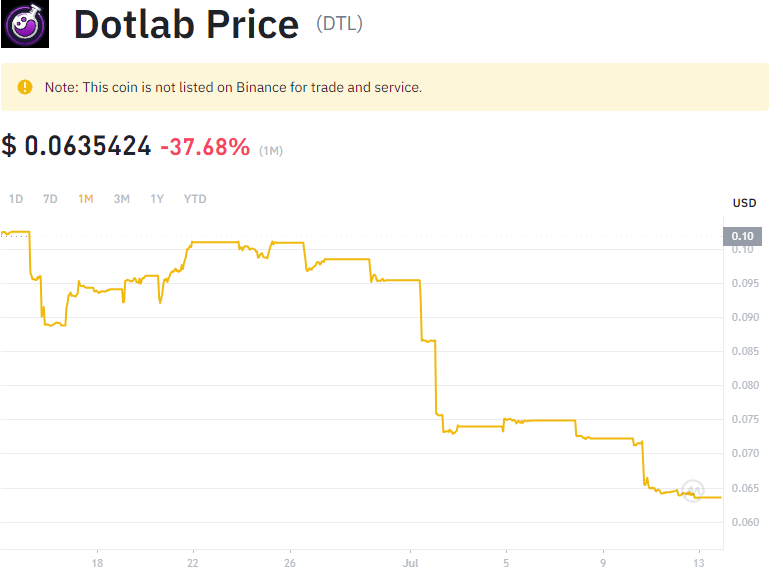 Dotlab Price (DTL)
Note: This coin is not listed on Binance for trade and service.
$ 0.0635424 -37.68% (1M)
1D 7D 1M 3M 1Y YTD
USD
0.10
0.10
0.095
0.090
0.085
0.080
0.075
0.070
0.065
0.060
18 22 26 Jul 5 9 13